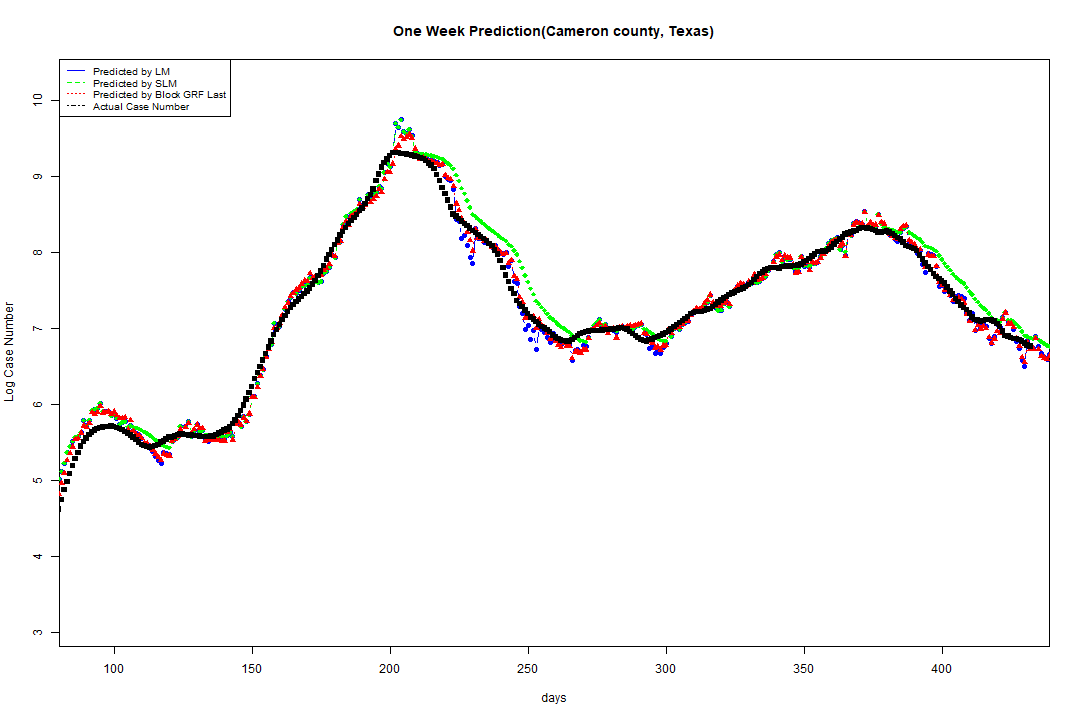 One Week Prediction(Cameron county, Texas)
Predicted by LM
Predicted by SLM
Predicted by Block GRF Last
Actual Case Number
10
9
8
7
6
5
4
3
Log Case Number
100 150 200 250 300 350 400
days